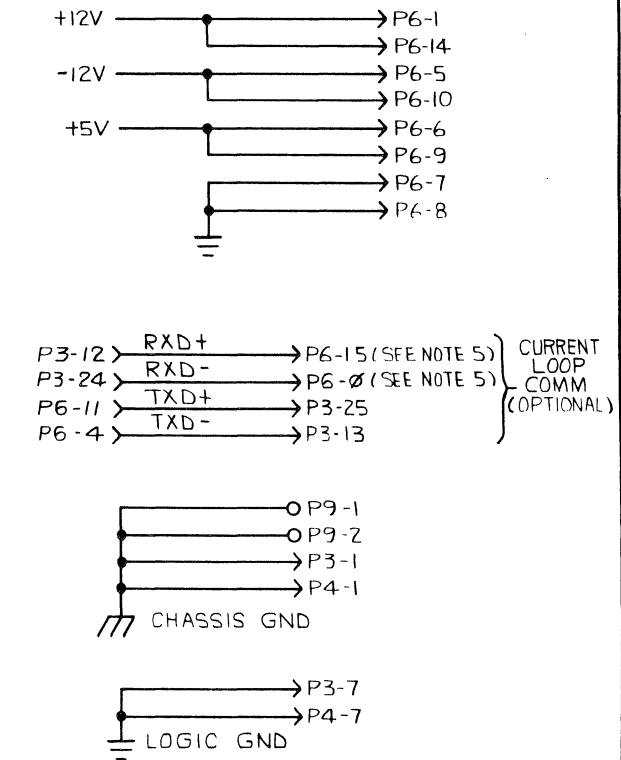 +12V P6-1
P6-14
-12V P6-5
P6-10
+5V P6-6
P6-9
P6-7
P6-8
P3-12 RXD+ P6-15 (SEE NOTE 5)
P3-24 RXD- P6-Ø (SEE NOTE 5)
P6-11 TXD+ P3-25
P6-4 TXD- P3-13
CURRENT
LOOP
COMM
(OPTIONAL)
P9-1
P9-2
P3-1
P4-1
CHASSIS GND
P3-7
P4-7
LOGIC GND